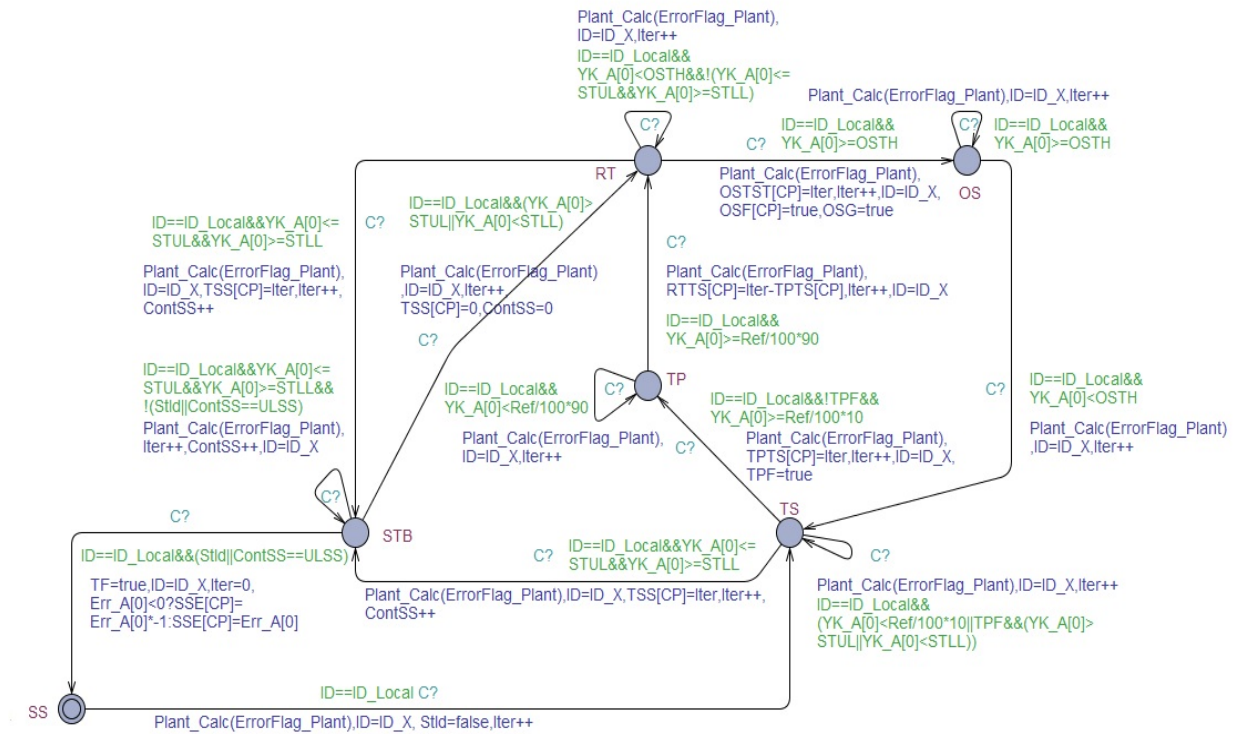 Plant_Calc(ErrorFlag_Plant),
ID=ID_X,Iter++
ID==ID_Local&&
YK_A[0]<OSTH&&!(YK_A[0]<=
STUL&&YK_A[0]>=STLL)
C?
RT
Plant_Calc(ErrorFlag_Plant),ID=ID_X,Iter++
C?
ID==ID_Local&&
YK_A[0]>=OSTH
OS
ID==ID_Local&&
YK_A[0]>=OSTH
C?
Plant_Calc(ErrorFlag_Plant),
OSTST[CP]=Iter,Iter++,ID=ID_X,
OSF[CP]=true,OSG=true
ID==ID_Local&&YK_A[0]<=
STUL&&YK_A[0]>=STLL
C?
Plant_Calc(ErrorFlag_Plant),
ID=ID_X,TSS[CP]=Iter,Iter++,
ContSS++
ID==ID_Local&&(YK_A[0]>
STUL||YK_A[0]<STLL)
Plant_Calc(ErrorFlag_Plant)
,ID=ID_X,Iter++
TSS[CP]=0,ContSS=0
C?
C?
Plant_Calc(ErrorFlag_Plant),
RTTS[CP]=Iter-TPTS[CP],Iter++,ID=ID_X
ID==ID_Local&&
YK_A[0]>=Ref/100*90
ID==ID_Local&&YK_A[0]<=
STUL&&YK_A[0]>=STLL&&
!(StId||ContSS==ULSS)
Plant_Calc(ErrorFlag_Plant),
Iter++,ContSS++,ID=ID_X
C?
STB
ID==ID_Local&&
YK_A[0]<Ref/100*90
C?
TP
Plant_Calc(ErrorFlag_Plant),
ID=ID_X,Iter++
ID==ID_Local&&!TPF&&
YK_A[0]>=Ref/100*10
C?
Plant_Calc(ErrorFlag_Plant),
TPTS[CP]=Iter,Iter++,ID=ID_X,
TPF=true
C?
ID==ID_Local&&
YK_A[0]<OSTH
Plant_Calc(ErrorFlag_Plant)
,ID=ID_X,Iter++
TS
C?
Plant_Calc(ErrorFlag_Plant),ID=ID_X,Iter++
ID==ID_Local&&
(YK_A[0]<Ref/100*10||TPF&&(YK_A[0]>
STUL||YK_A[0]<STLL))
C?
ID==ID_Local&&YK_A[0]<=
STUL&&YK_A[0]>=STLL
Plant_Calc(ErrorFlag_Plant),ID=ID_X,TSS[CP]=Iter,Iter++,
ContSS++
C?
ID==ID_Local&&(StId||ContSS==ULSS)
TF=true,ID=ID_X,Iter=0,
Err_A[0]<0?SSE[CP]=
Err_A[0]*-1:SSE[CP]=Err_A[0]
SS
ID==ID_Local C?
Plant_Calc(ErrorFlag_Plant),ID=ID_X, StId=false,Iter++